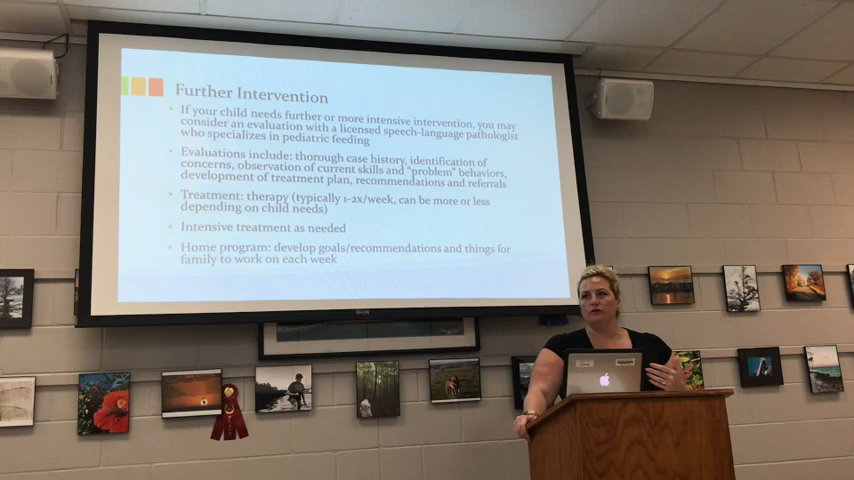 Further Intervention
• If your child needs further or more intensive intervention, you may
consider an evaluation with a licensed speech-language pathologist
who specializes in pediatric feeding
• Evaluations include: thorough case history, identification of
concerns, observation of current skills and "problem" behaviors,
development of treatment plan, recommendations and referrals
• Treatment: therapy (typically 1-2x/week, can be more or less
depending on child needs)
• Intensive treatment as needed
• Home program: develop goals/recommendations and things for
family to work on each week